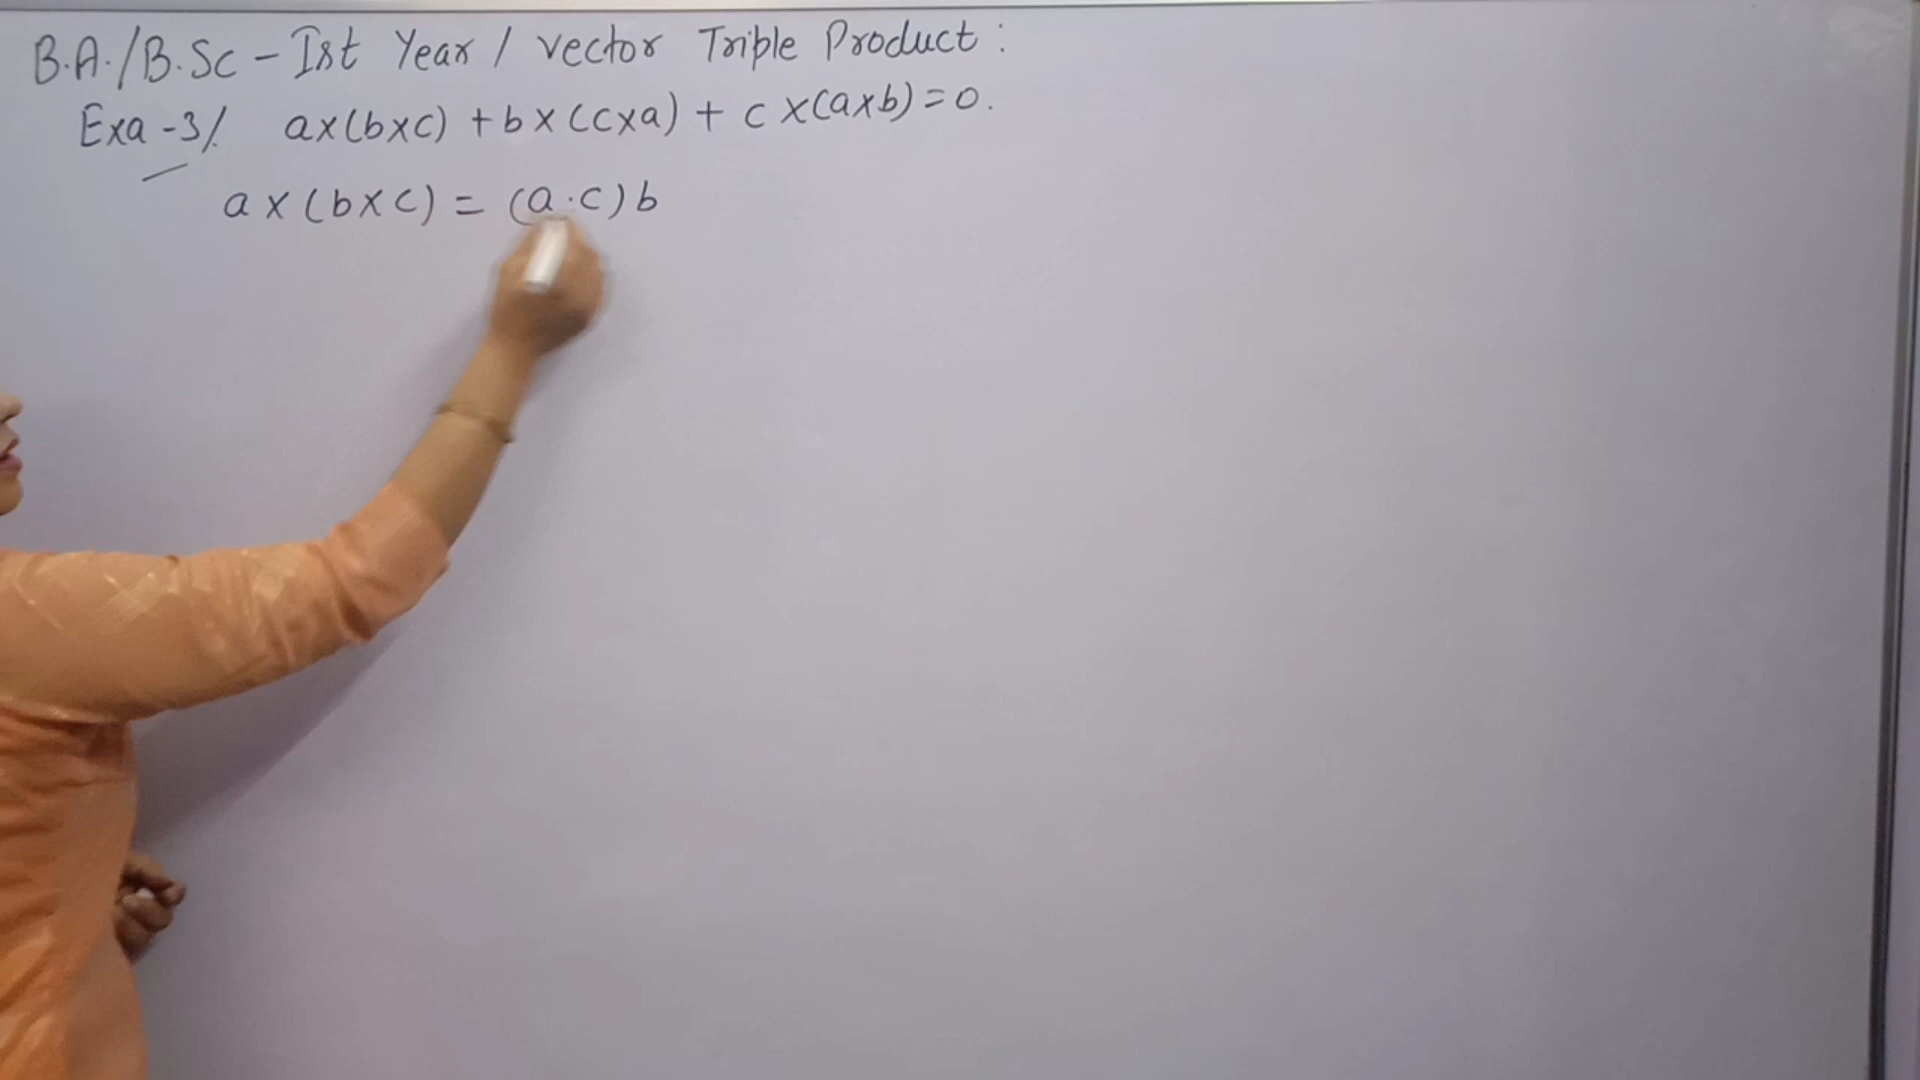 B.A./B.Sc - Ist Year / Vector Triple Product :
Exa-3/. a×(b×c) + b×(c×a) + c×(a×b)=0.
a×(b×c) = (a·c)b